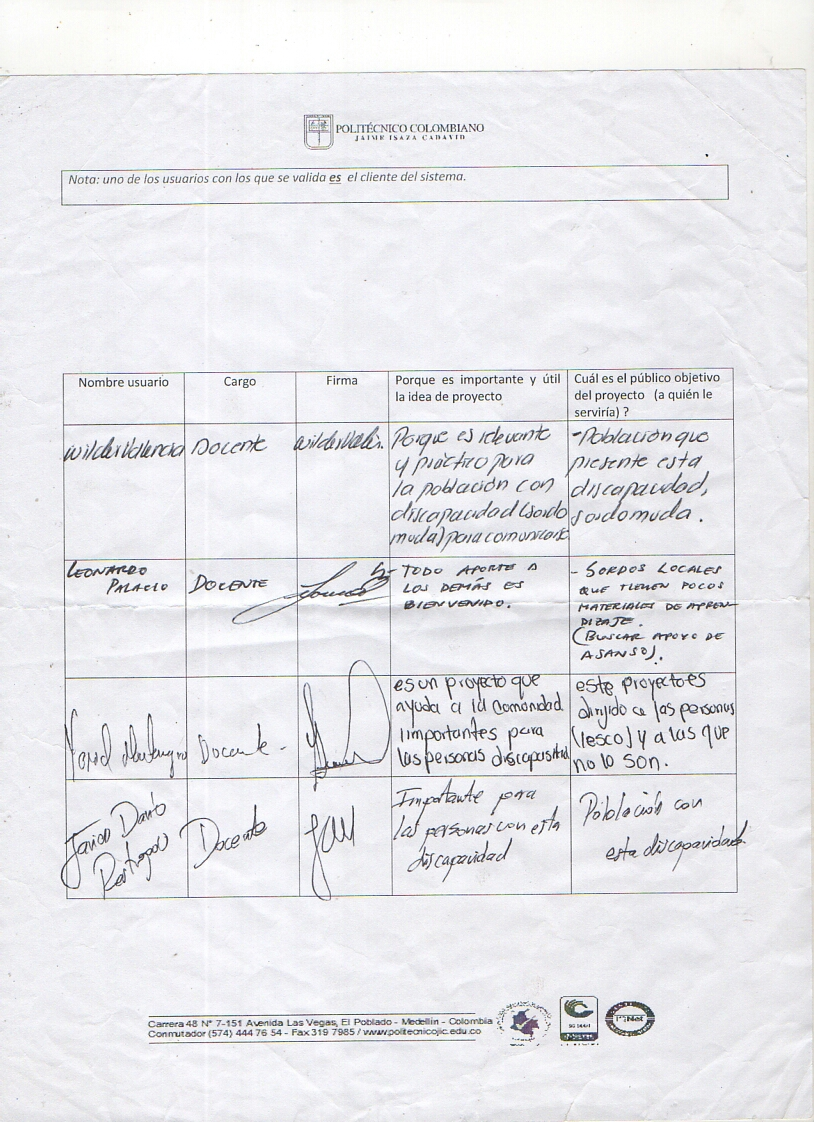 POLITÉCNICO COLOMBIANO
JAIME ISAZA CADAVID
Nota: uno de los usuarios con los que se valida es el cliente del sistema.
Nombre usuario
Cargo
Firma
Porque es importante y útil
la idea de proyecto
Cuál es el público objetivo
del proyecto (a quién le
serviría) ?
Wilder Valencia
Docente
Porque es relevante
y práctico para
la población con
discapacidad (sordo
muda) para comunicarse
-Población que
presente esta
discapacidad,
sordomuda.
LEONARDO
PALACIO
DOCENTE
- TODO APORTE A
LOS DEMÁS ES
BIENVENIDO.
- SORDOS LOCALES
QUE TIENEN POCOS
MATERIALES DE APREN-
DIZAJE.
(BUSCAR APOYO DE
ASANSO).
Docente -
es un proyecto que
ayuda a la comunidad
importantes para
las personas
este proyecto es
dirijido a las personas
(lesco) y a las que
no lo son.
Javier Darío
Docente
Importante para
las personas con esta
discapacidad
Población con
esta discapacidad.
Carrera 48 N° 7-151 Avenida Las Vegas, El Poblado - Medellín - Colombia
Conmutador (574) 444 76 54 - Fax 319 7985 / www.politecnicojic.edu.co
IQNet